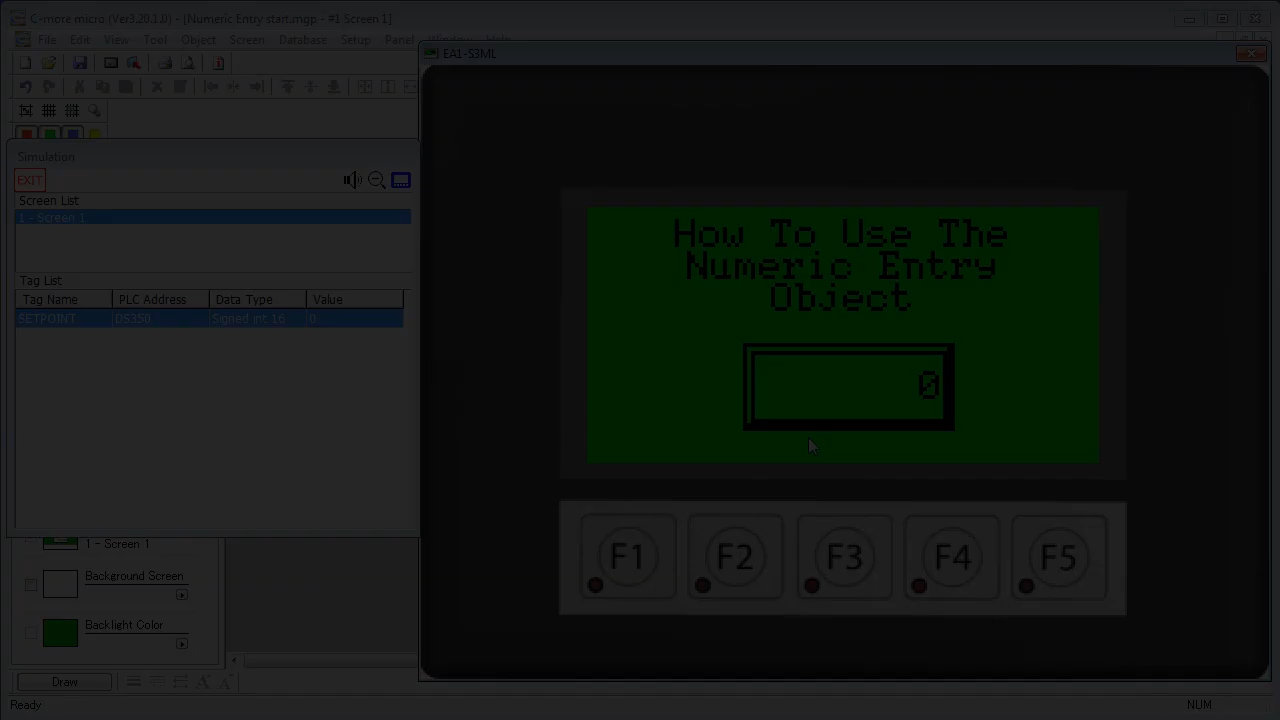 C-more micro (Ver3.20.1.0) - [Numeric Entry start.mgp - #1 Screen 1]
File Edit View Tool Object Screen Database Setup Panel Window Help
EA1-S3ML
Simulation
EXIT
Screen List
1 - Screen 1
Tag List
Tag Name PLC Address Data Type Value
SETPOINT DS350 Signed int 16 0
How To Use The
Numeric Entry
Object
0
F1 F2 F3 F4 F5
1 - Screen 1
Background Screen
Backlight Color
Draw
Ready
NUM